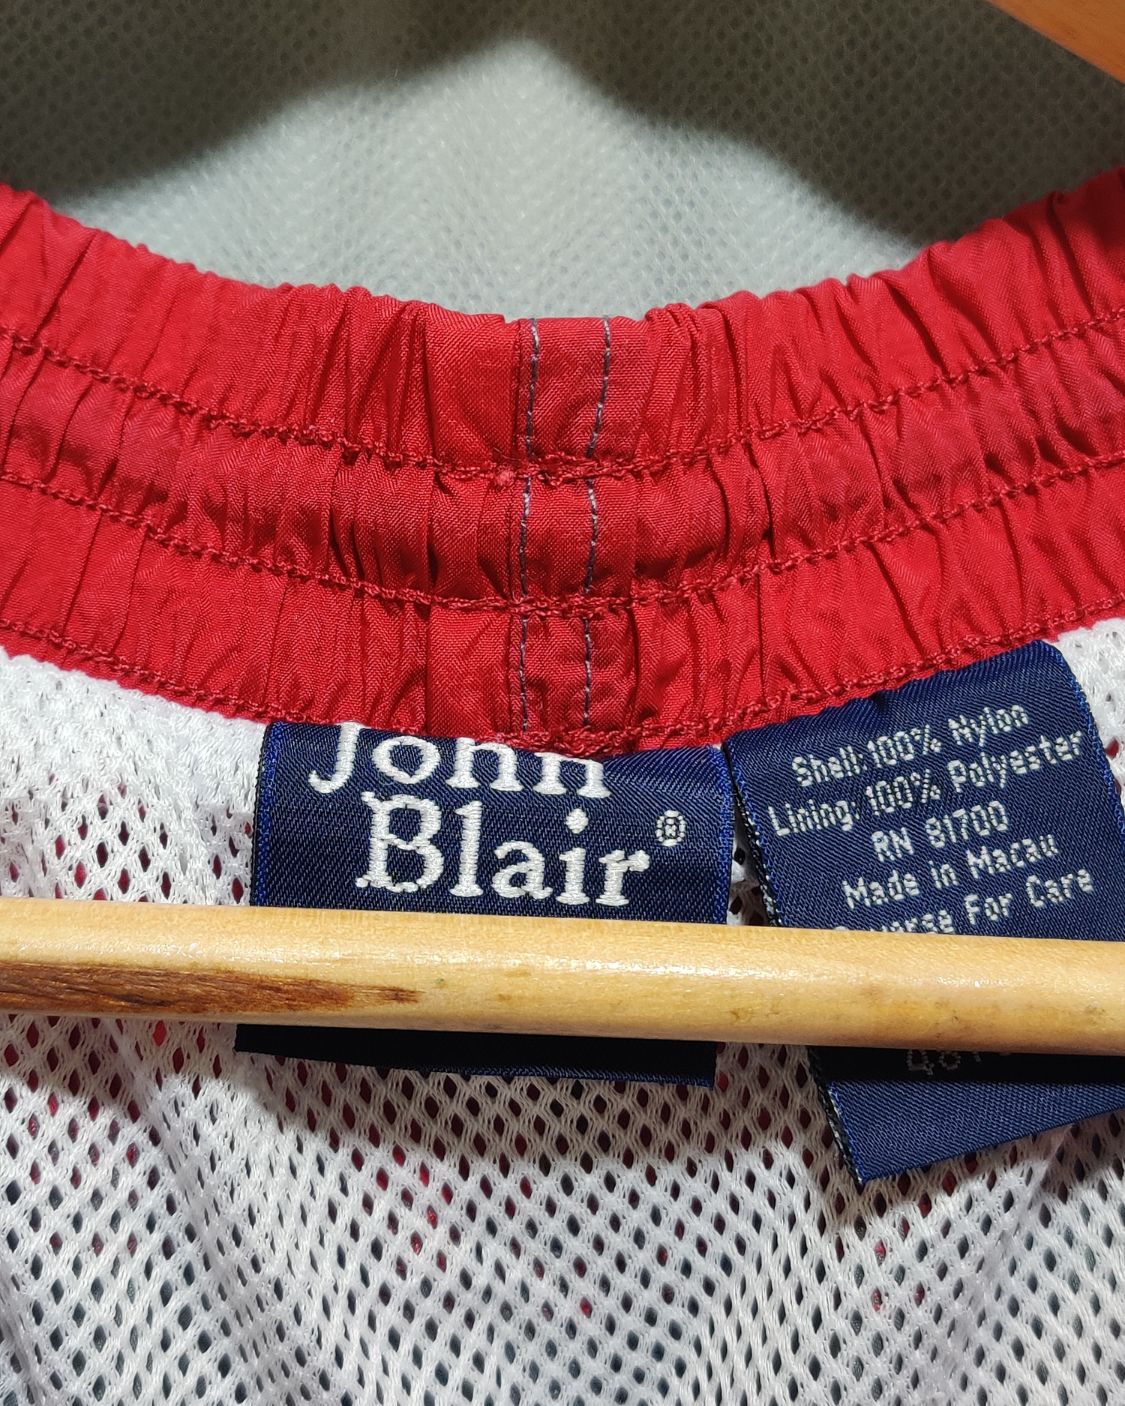 John
Blair®
Shell:100% Nylon
Lining: 100% Polyester
RN 81700
Made in Macau
For Care